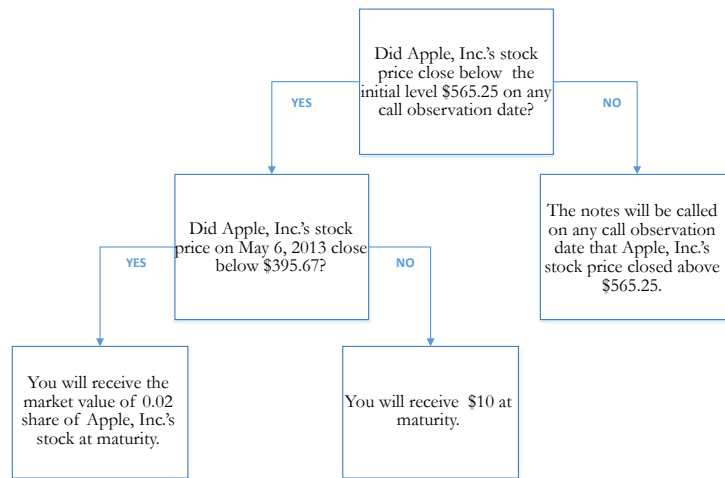 Did Apple, Inc.'s stock
price close below the
initial level $565.25 on any
call observation date?
YES
NO
Did Apple, Inc.'s stock
price on May 6, 2013 close
below $395.67?
The notes will be called
on any call observation
date that Apple, Inc.'s
stock price closed above
$565.25.
YES
NO
You will receive the
market value of 0.02
share of Apple, Inc.'s
stock at maturity.
You will receive $10 at
maturity.